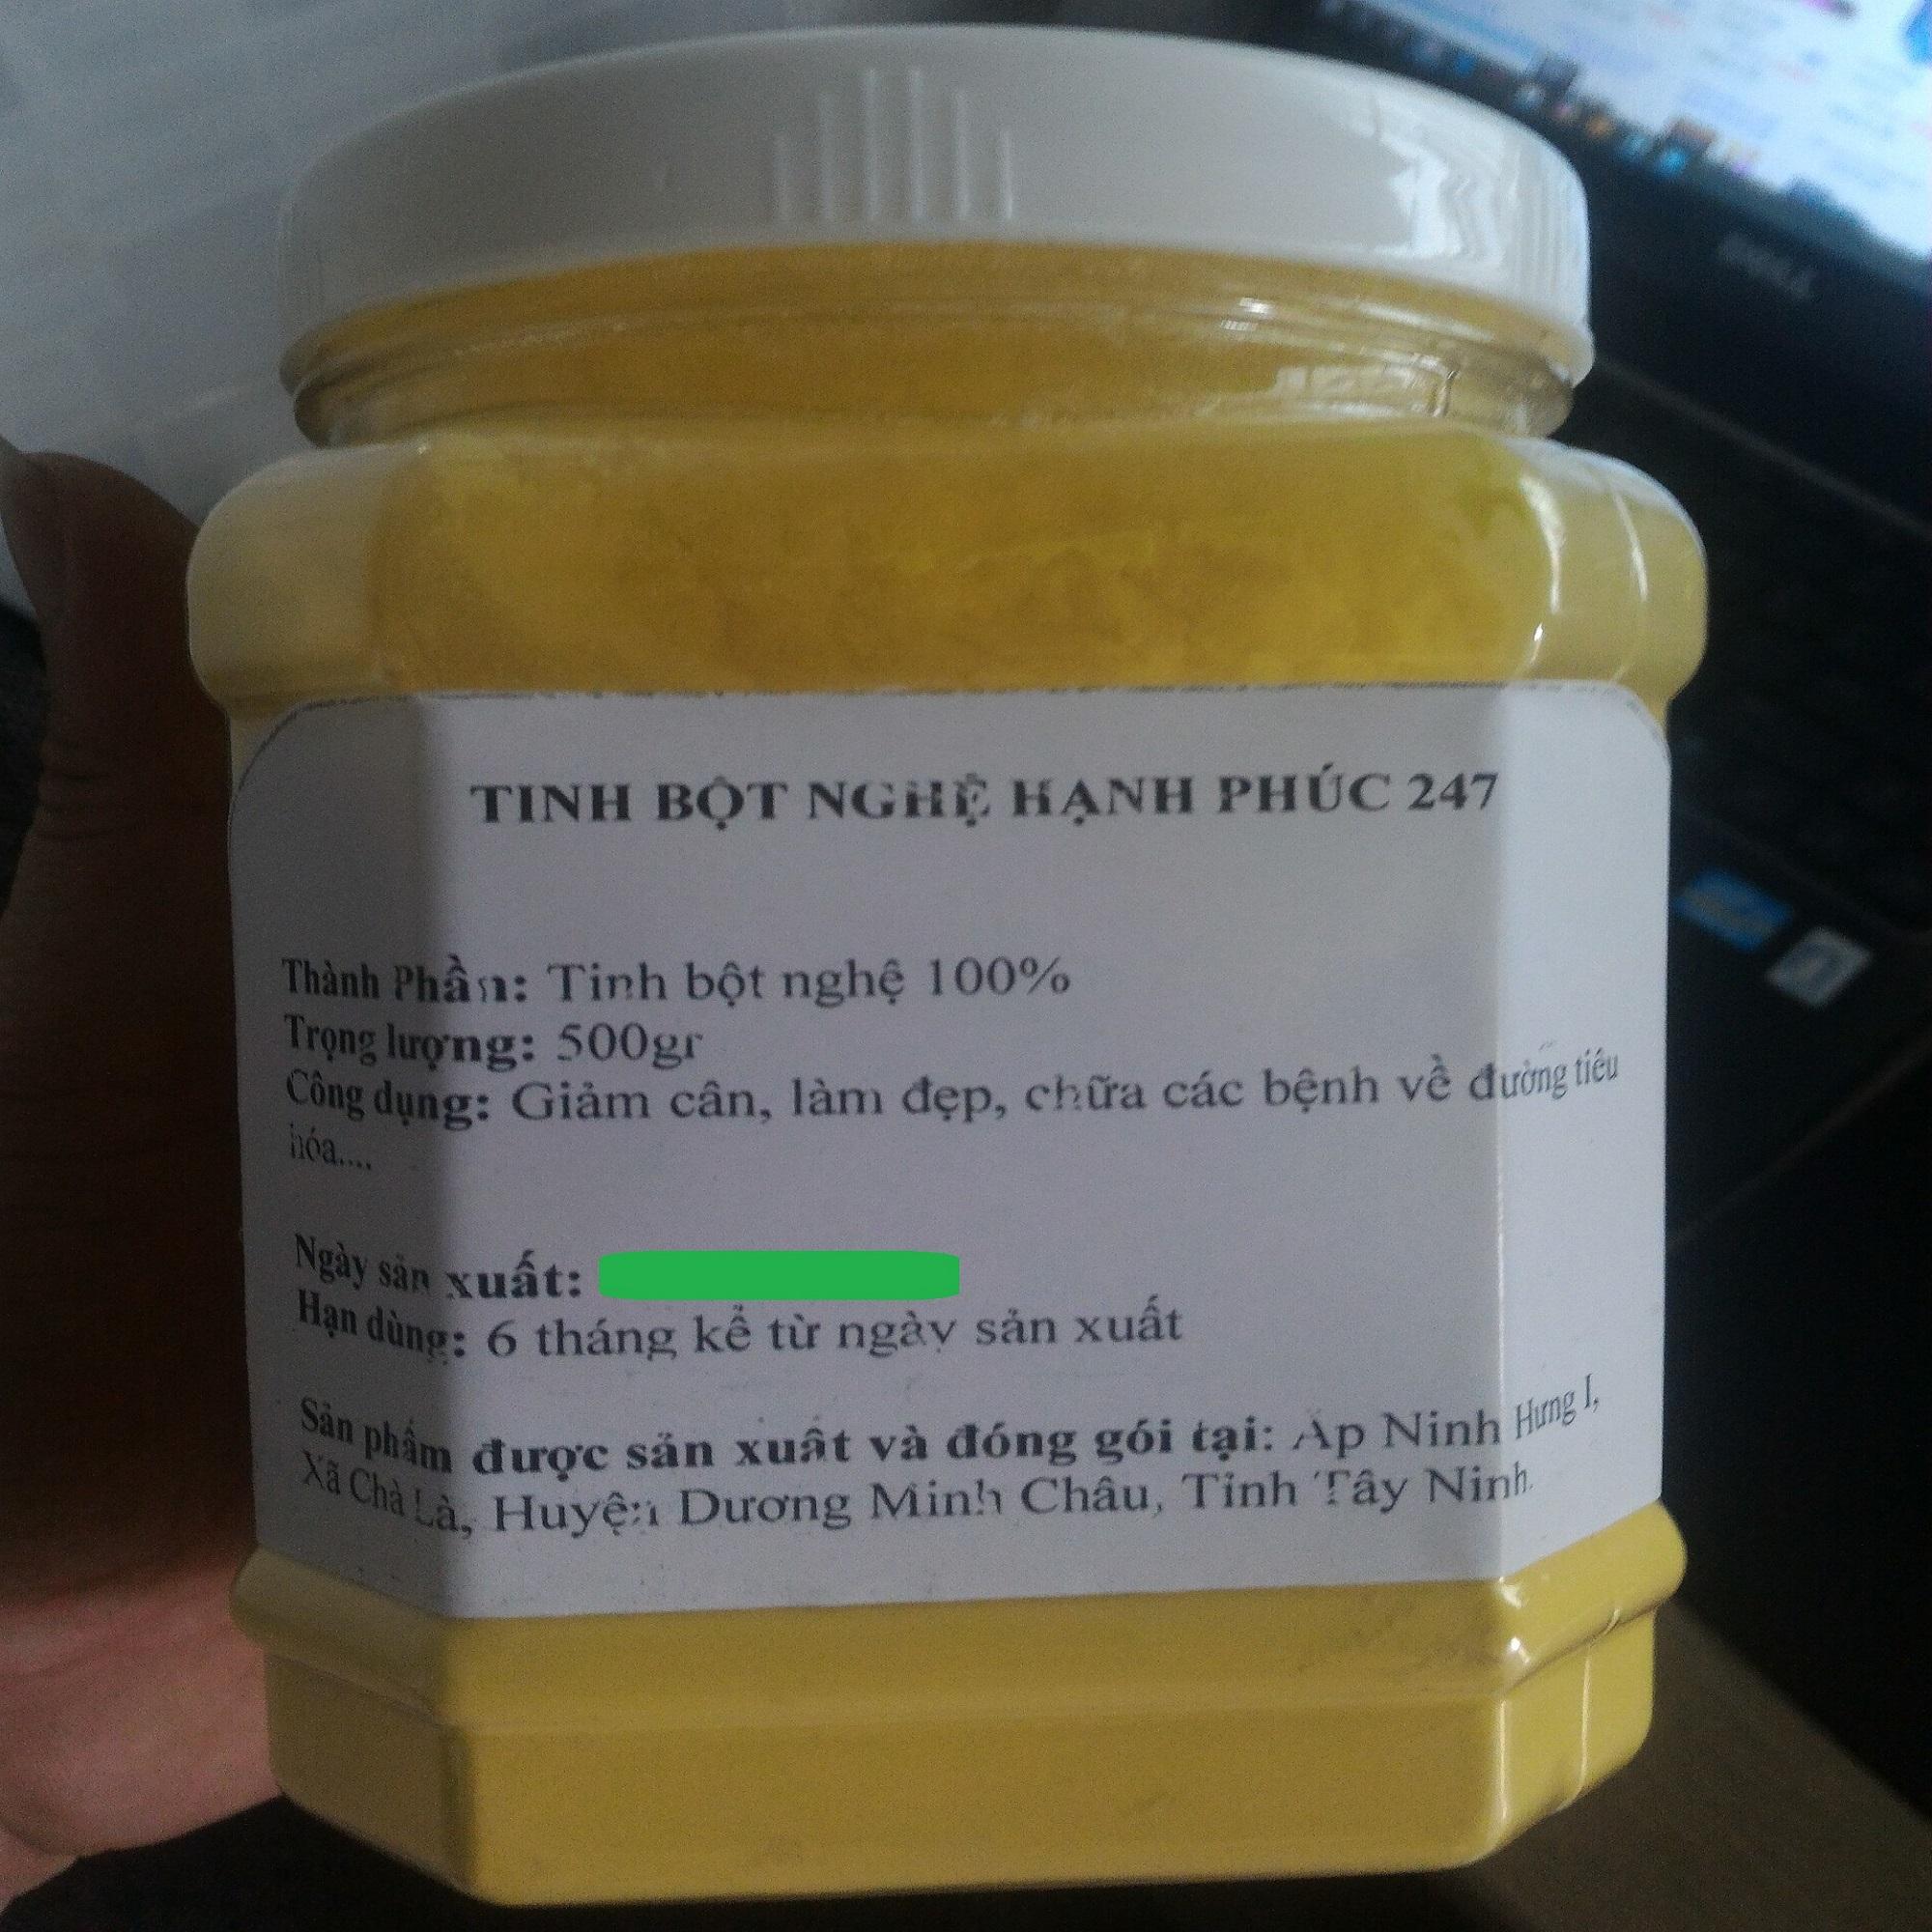 TINH BỘT NGHỆ HẠNH PHÚC 247
Thành Phần: Tinh bột nghệ 100%
Trọng lượng: 500gr
Công dụng: Giảm cân, làm đẹp, chữa các bệnh về đường tiêu
hóa....
Ngày sản xuất:
Hạn dùng: 6 tháng kể từ ngày sản xuất
Sản phẩm được sản xuất và đóng gói tại: Ấp Ninh Hưng I,
Xã Chà Là, Huyện Dương Minh Châu, Tỉnh Tây Ninh.
DELL